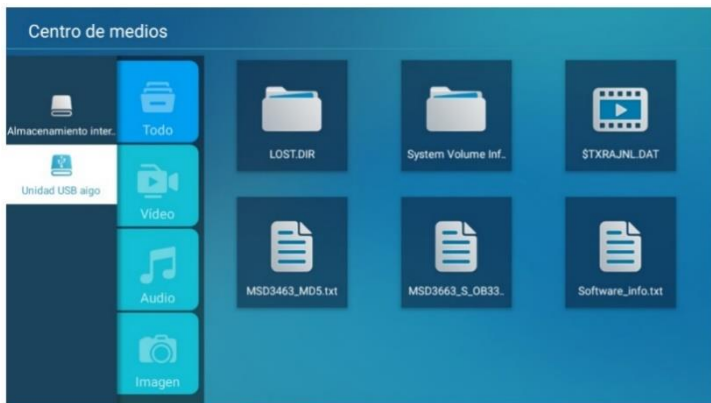 Centro de medios
Almacenamiento inter..
Unidad USB aigo
Todo
Vídeo
Audio
Imagen
LOST.DIR
System Volume Inf..
$TXRAJNL.DAT
MSD3463_MD5.txt
MSD3663_S_OB33..
Software_info.txt